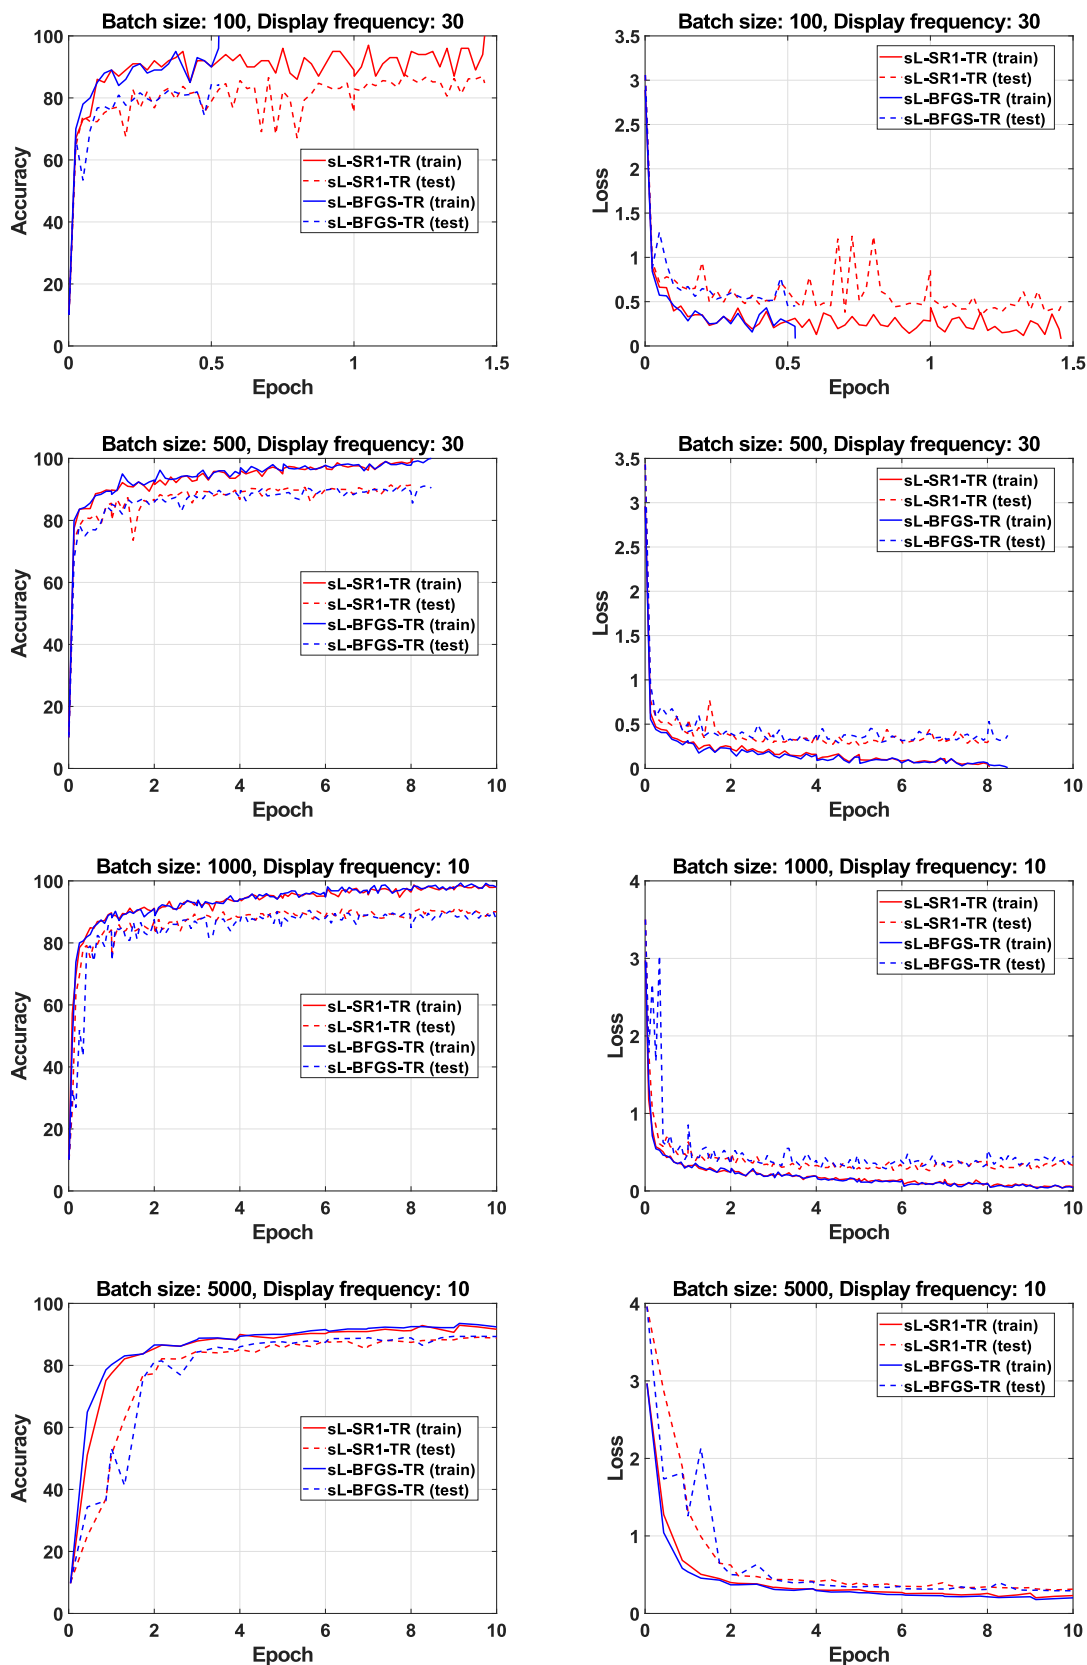 Batch size: 100, Display frequency: 30
100
80
60
40
20
0
Accuracy
sL-SR1-TR (train)
sL-SR1-TR (test)
sL-BFGS-TR (train)
sL-BFGS-TR (test)
0 0.5 1 1.5
Epoch
Batch size: 100, Display frequency: 30
3.5
3
2.5
2
1.5
1
0.5
0
Loss
sL-SR1-TR (train)
sL-SR1-TR (test)
sL-BFGS-TR (train)
sL-BFGS-TR (test)
0 0.5 1 1.5
Epoch
Batch size: 500, Display frequency: 30
100
80
60
40
20
0
Accuracy
sL-SR1-TR (train)
sL-SR1-TR (test)
sL-BFGS-TR (train)
sL-BFGS-TR (test)
0 2 4 6 8 10
Epoch
Batch size: 500, Display frequency: 30
3.5
3
2.5
2
1.5
1
0.5
0
Loss
sL-SR1-TR (train)
sL-SR1-TR (test)
sL-BFGS-TR (train)
sL-BFGS-TR (test)
0 2 4 6 8 10
Epoch
Batch size: 1000, Display frequency: 10
100
80
60
40
20
0
Accuracy
sL-SR1-TR (train)
sL-SR1-TR (test)
sL-BFGS-TR (train)
sL-BFGS-TR (test)
0 2 4 6 8 10
Epoch
Batch size: 1000, Display frequency: 10
4
3
2
1
0
Loss
sL-SR1-TR (train)
sL-SR1-TR (test)
sL-BFGS-TR (train)
sL-BFGS-TR (test)
0 2 4 6 8 10
Epoch
Batch size: 5000, Display frequency: 10
100
80
60
40
20
0
Accuracy
sL-SR1-TR (train)
sL-SR1-TR (test)
sL-BFGS-TR (train)
sL-BFGS-TR (test)
0 2 4 6 8 10
Epoch
Batch size: 5000, Display frequency: 10
4
3
2
1
0
Loss
sL-SR1-TR (train)
sL-SR1-TR (test)
sL-BFGS-TR (train)
sL-BFGS-TR (test)
0 2 4 6 8 10
Epoch